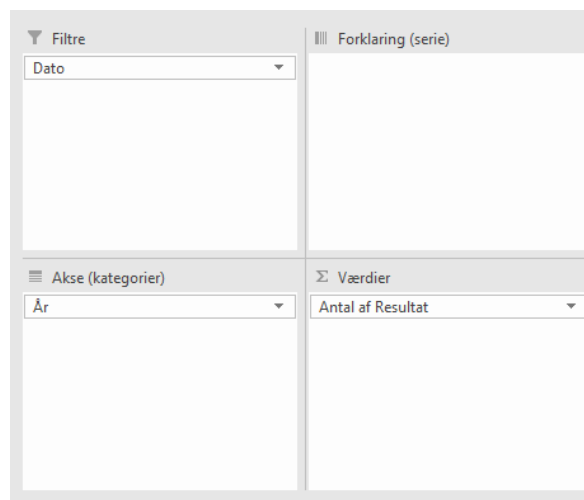 Filtre
Dato
Forklaring (serie)
Akse (kategorier)
År
Σ Værdier
Antal af Resultat